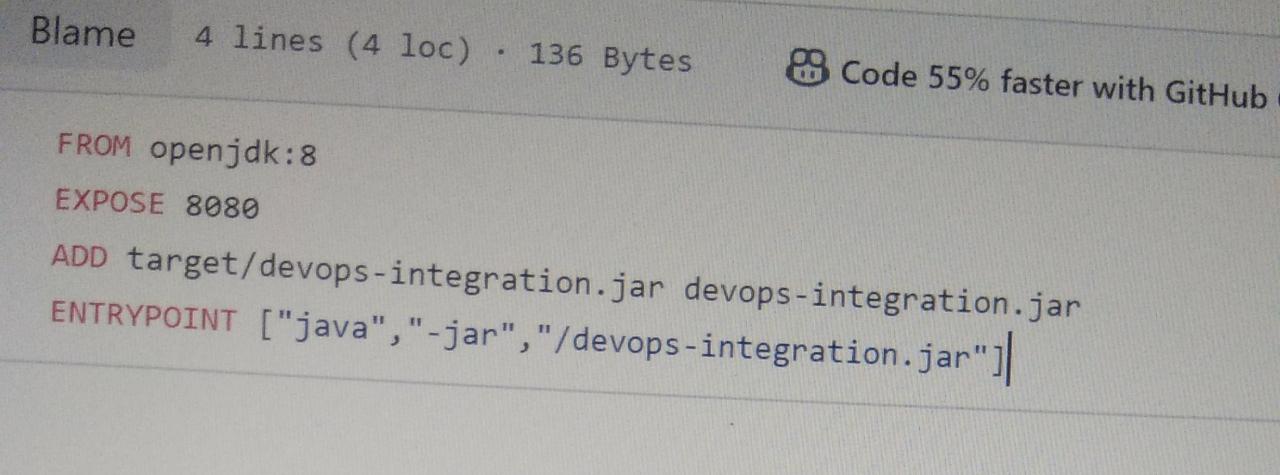 Blame 4 lines (4 loc) · 136 Bytes Code 55% faster with GitHub
FROM openjdk:8
EXPOSE 8080
ADD target/devops-integration.jar devops-integration.jar
ENTRYPOINT ["java","-jar","/devops-integration.jar"]